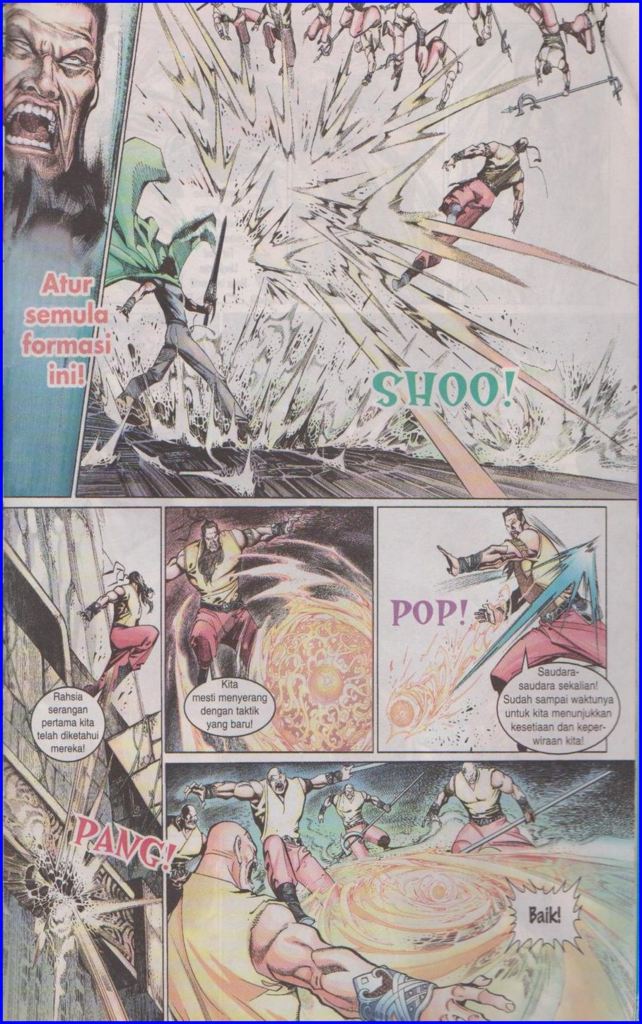 Atur
semula
formasi
ini!
SHOO!
Rahsia
serangan
pertama kita
telah diketahui
mereka!
Kita
mesti menyerang
dengan taktik
yang baru!
POP!
Saudara-
saudara sekalian!
Sudah sampai waktunya
untuk kita menunjukkan
kesetiaan dan keper-
wiraan kita!
PANG!
Baik!